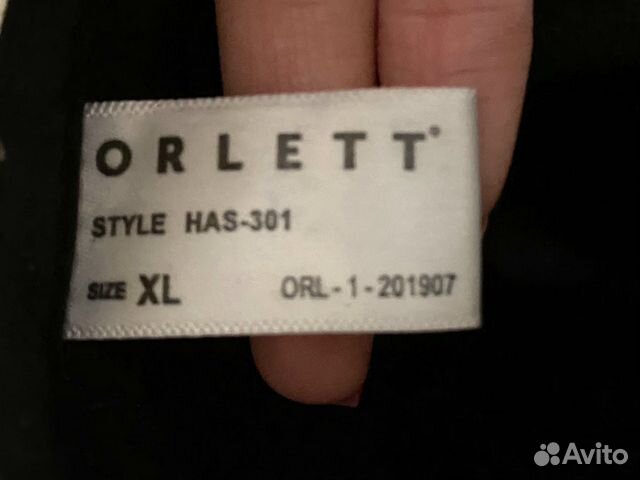 ORLETT®
STYLE HAS-301
SIZE XL ORL-1-201907
Avito